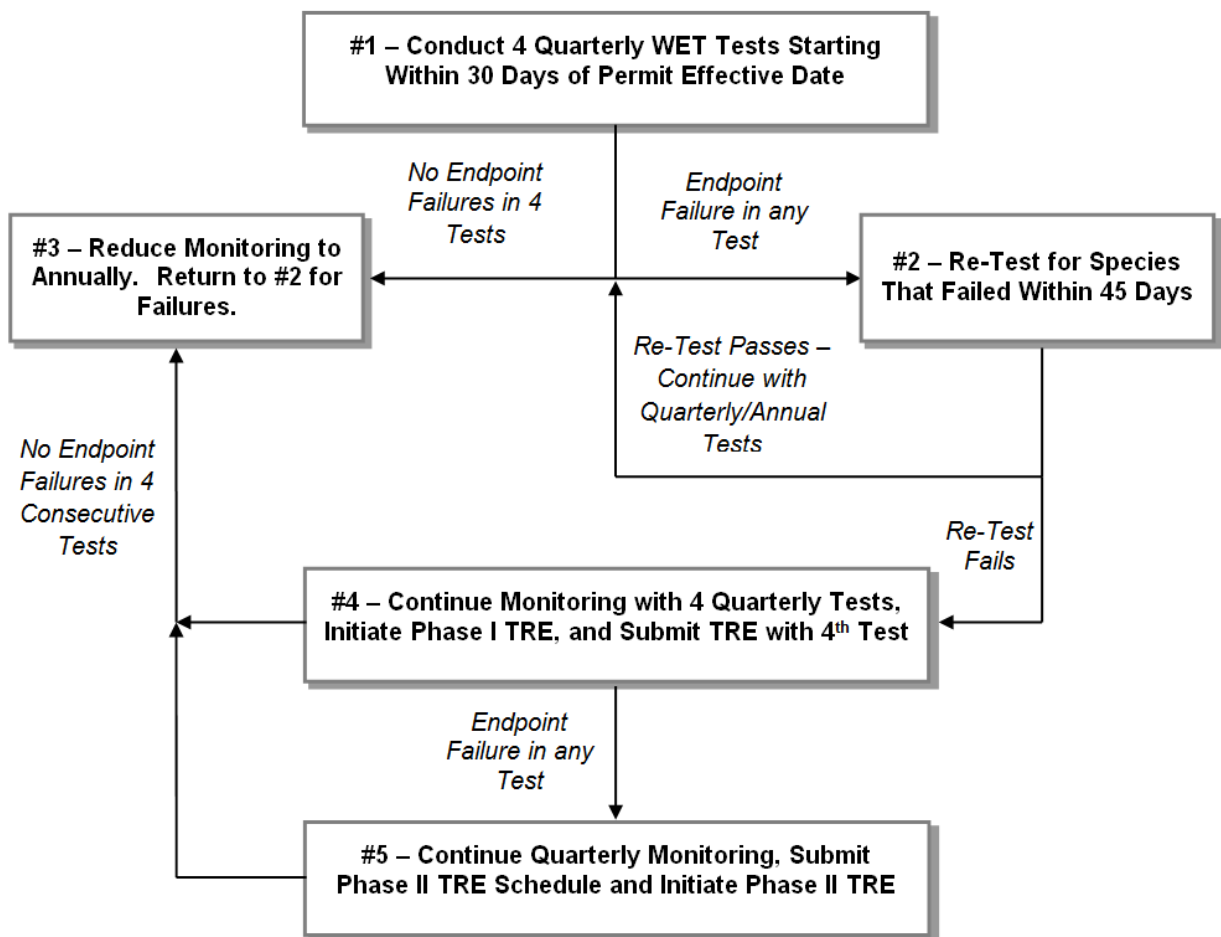 #1 – Conduct 4 Quarterly WET Tests Starting
Within 30 Days of Permit Effective Date
No Endpoint
Failures in 4
Tests
Endpoint
Failure in any
Test
#3 – Reduce Monitoring to
Annually. Return to #2 for
Failures.
#2 – Re-Test for Species
That Failed Within 45 Days
Re-Test Passes –
Continue with
Quarterly/Annual
Tests
No Endpoint
Failures in 4
Consecutive
Tests
Re-Test
Fails
#4 – Continue Monitoring with 4 Quarterly Tests,
Initiate Phase I TRE, and Submit TRE with 4th Test
Endpoint
Failure in any
Test
#5 – Continue Quarterly Monitoring, Submit
Phase II TRE Schedule and Initiate Phase II TRE